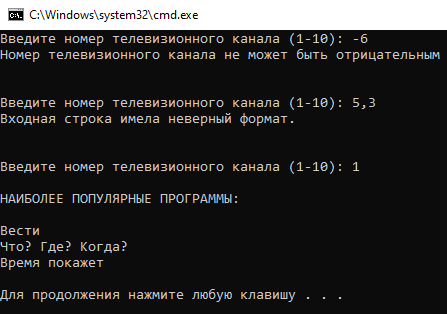 C:\Windows\system32\cmd.exe
Введите номер телевизионного канала (1-10): -6
Номер телевизионного канала не может быть отрицательным
Введите номер телевизионного канала (1-10): 5,3
Входная строка имела неверный формат.
Введите номер телевизионного канала (1-10): 1
НАИБОЛЕЕ ПОПУЛЯРНЫЕ ПРОГРАММЫ:
Вести
Что? Где? Когда?
Время покажет
Для продолжения нажмите любую клавишу . . .